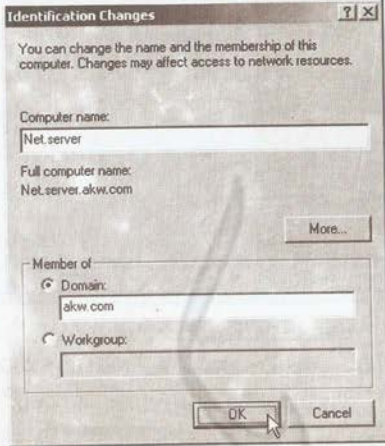 Identification Changes
You can change the name and the membership of this
computer. Changes may affect access to network resources.
Computer name:
Net.server
Full computer name:
Net.server.akw.com
More...
Member of
Domain:
akw.com
Workgroup:
OK
Cancel